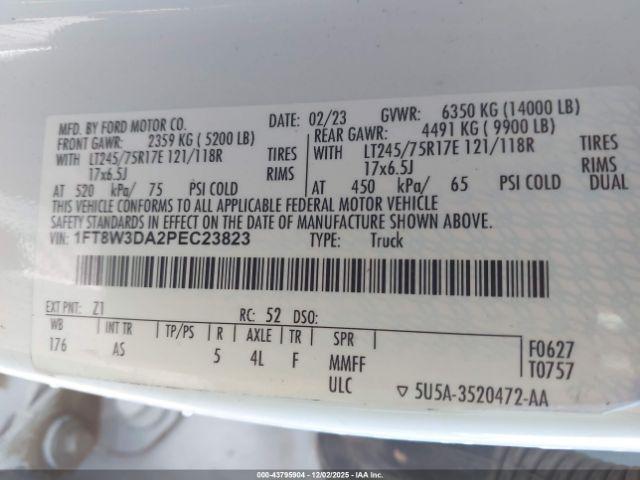 MFD. BY FORD MOTOR CO. DATE: 02/23 GVWR: 6350 KG (14000 LB)
FRONT GAWR: 2359 KG (5200 LB) REAR GAWR: 4491 KG (9900 LB)
WITH LT245/75R17E 121/118R TIRES WITH LT245/75R17E 121/118R TIRES
17x6.5J RIMS 17x6.5J RIMS
AT 520 kPa/ 75 PSI COLD AT 450 kPa/ 65 PSI COLD DUAL
THIS VEHICLE CONFORMS TO ALL APPLICABLE FEDERAL MOTOR VEHICLE
SAFETY STANDARDS IN EFFECT ON THE DATE OF MANUFACTURE SHOWN ABOVE.
VIN: 1FT8W3DA2PEC23823 TYPE: Truck
EXT PNT: Z1 RC: 52 DSO:
WB INT TR TP/PS R AXLE TR SPR F0627
176 AS 5 4L F MMFF T0757
ULC ▽ 5U5A-3520472-AA
#43795904 - 12/02/2025 - IAA Inc.